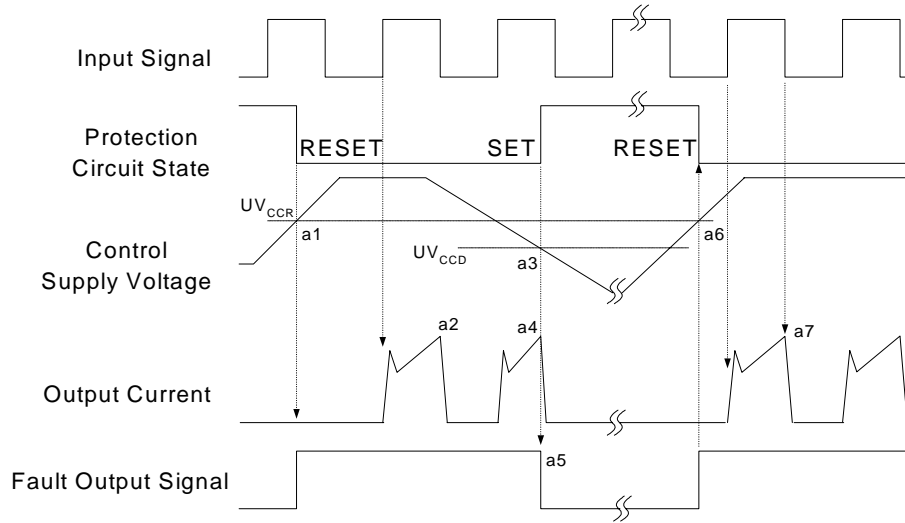 Input Signal
Protection
Circuit State
RESET
SET
RESET
UVCCR
a1
a6
Control
Supply Voltage
UVCCD
a3
a2
a4
a7
Output Current
a5
Fault Output Signal